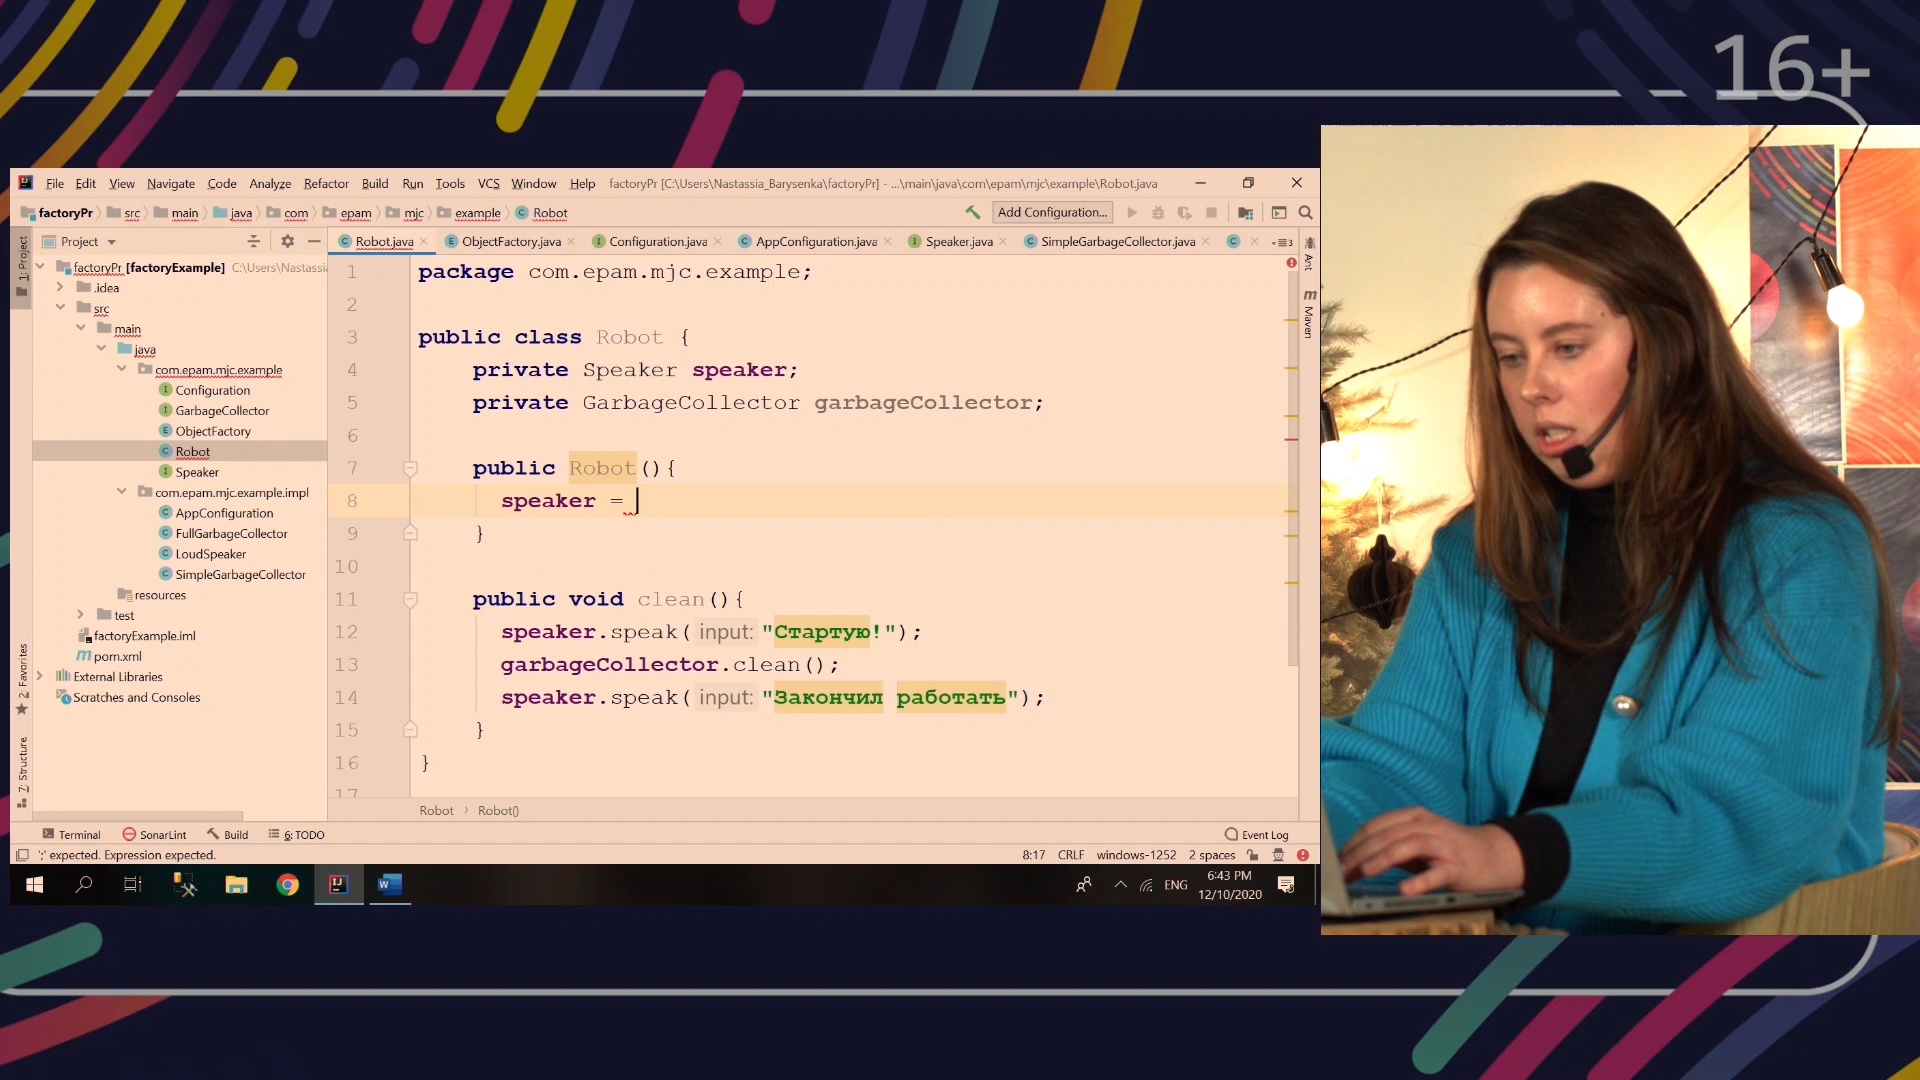 16+
File Edit View Navigate Code Analyze Refactor Build Run Tools VCS Window Help factoryPr [C:\Users\Nastassia_Barysenka\factoryPr] - ...\main\java\com\epam\mjc\example\Robot.java
factoryPr src main java com epam mjc example Robot
Add Configuration...
Project
Robot.java ObjectFactory.java Configuration.java AppConfiguration.java Speaker.java SimpleGarbageCollector.java
1: Project
factoryPr [factoryExample] C:\Users\Nastassi
.idea
src
main
java
com.epam.mjc.example
Configuration
GarbageCollector
ObjectFactory
Robot
Speaker
com.epam.mjc.example.impl
AppConfiguration
FullGarbageCollector
LoudSpeaker
SimpleGarbageCollector
resources
test
factoryExample.iml
pom.xml
External Libraries
Scratches and Consoles
2: Favorites
7: Structure
1 package com.epam.mjc.example;
2
3 public class Robot {
4 private Speaker speaker;
5 private GarbageCollector garbageCollector;
6
7 public Robot(){
8 speaker =
9 }
10
11 public void clean(){
12 speaker.speak( input: "Стартую!");
13 garbageCollector.clean();
14 speaker.speak( input: "Закончил работать");
15 }
16 }
17
Ant
Maven
Robot > Robot()
Terminal SonarLint Build 6: TODO Event Log
';' expected. Expression expected. 8:17 CRLF windows-1252 2 spaces
ENG 6:43 PM
12/10/2020